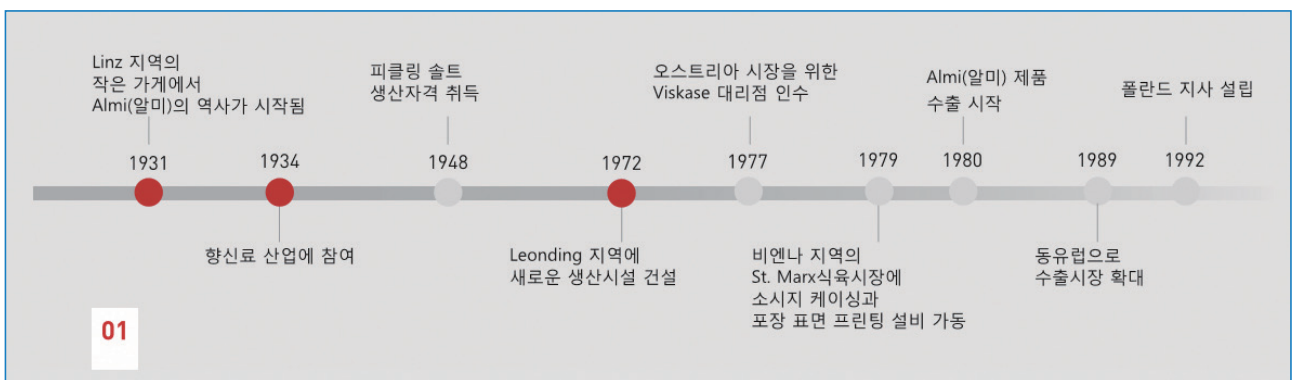 Linz 지역의
작은 가게에서
Almi(알미)의 역사가 시작됨
1931
1934
향신료 산업에 참여
피클링 솔트
생산자격 취득
1948
1972
Leonding 지역에
새로운 생산시설 건설
오스트리아 시장을 위한
Viskase 대리점 인수
1977
1979
비엔나 지역의
St. Marx식육시장에
소시지 케이싱과
포장 표면 프린팅 설비 가동
Almi(알미) 제품
수출 시작
1980
1989
동유럽으로
수출시장 확대
폴란드 지사 설립
1992
01